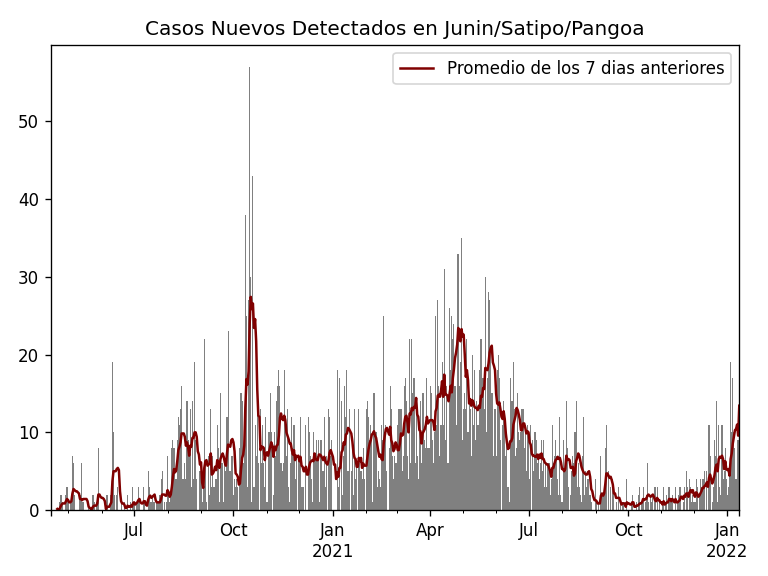 Casos Nuevos Detectados en Junin/Satipo/Pangoa
Promedio de los 7 dias anteriores
50
40
30
20
10
0
Jul Oct Jan Apr Jul Oct Jan
2021 2022